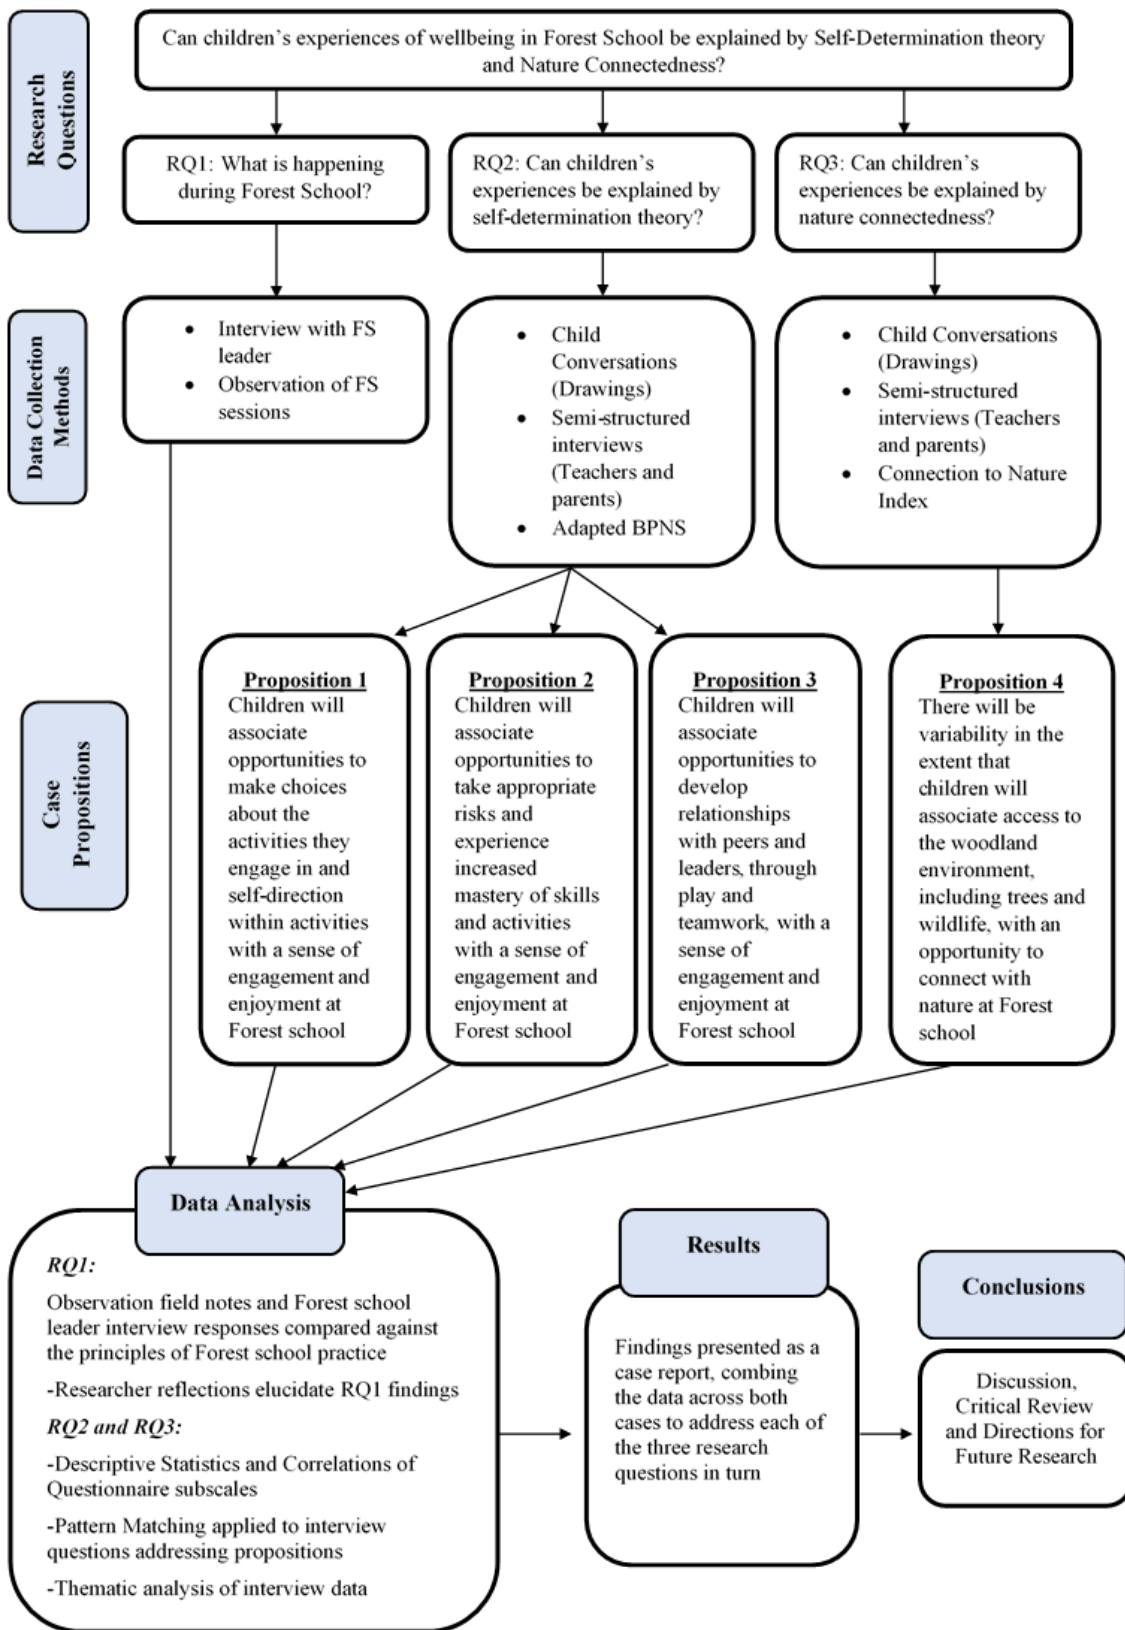 Research
Questions
Can children's experiences of wellbeing in Forest School be explained by Self-Determination theory
and Nature Connectedness?
RQ1: What is happening
during Forest School?
RQ2: Can children's
experiences be explained by
self-determination theory?
RQ3: Can children's
experiences be explained by
nature connectedness?
Data Collection
Methods
• Interview with FS
leader
• Observation of FS
sessions
• Child
Conversations
(Drawings)
• Semi-structured
interviews
(Teachers and
parents)
• Adapted BPNS
• Child Conversations
(Drawings)
• Semi-structured
interviews (Teachers
and parents)
• Connection to Nature
Index
Case
Propositions
Proposition 1
Children will
associate
opportunities to
make choices
about the
activities they
engage in and
self-direction
within activities
with a sense of
engagement and
enjoyment at
Forest school
Proposition 2
Children will
associate
opportunities to
take appropriate
risks and
experience
increased
mastery of skills
and activities
with a sense of
engagement and
enjoyment at
Forest school
Proposition 3
Children will
associate
opportunities to
develop
relationships
with peers and
leaders, through
play and
teamwork, with a
sense of
engagement and
enjoyment at
Forest school
Proposition 4
There will be
variability in the
extent that
children will
associate access to
the woodland
environment,
including trees and
wildlife, with an
opportunity to
connect with
nature at Forest
school
Data Analysis
RQ1:
Observation field notes and Forest school
leader interview responses compared against
the principles of Forest school practice
-Researcher reflections elucidate RQ1 findings
RQ2 and RQ3:
-Descriptive Statistics and Correlations of
Questionnaire subscales
-Pattern Matching applied to interview
questions addressing propositions
-Thematic analysis of interview data
Results
Findings presented as a
case report, combing
the data across both
cases to address each of
the three research
questions in turn
Conclusions
Discussion,
Critical Review
and Directions for
Future Research